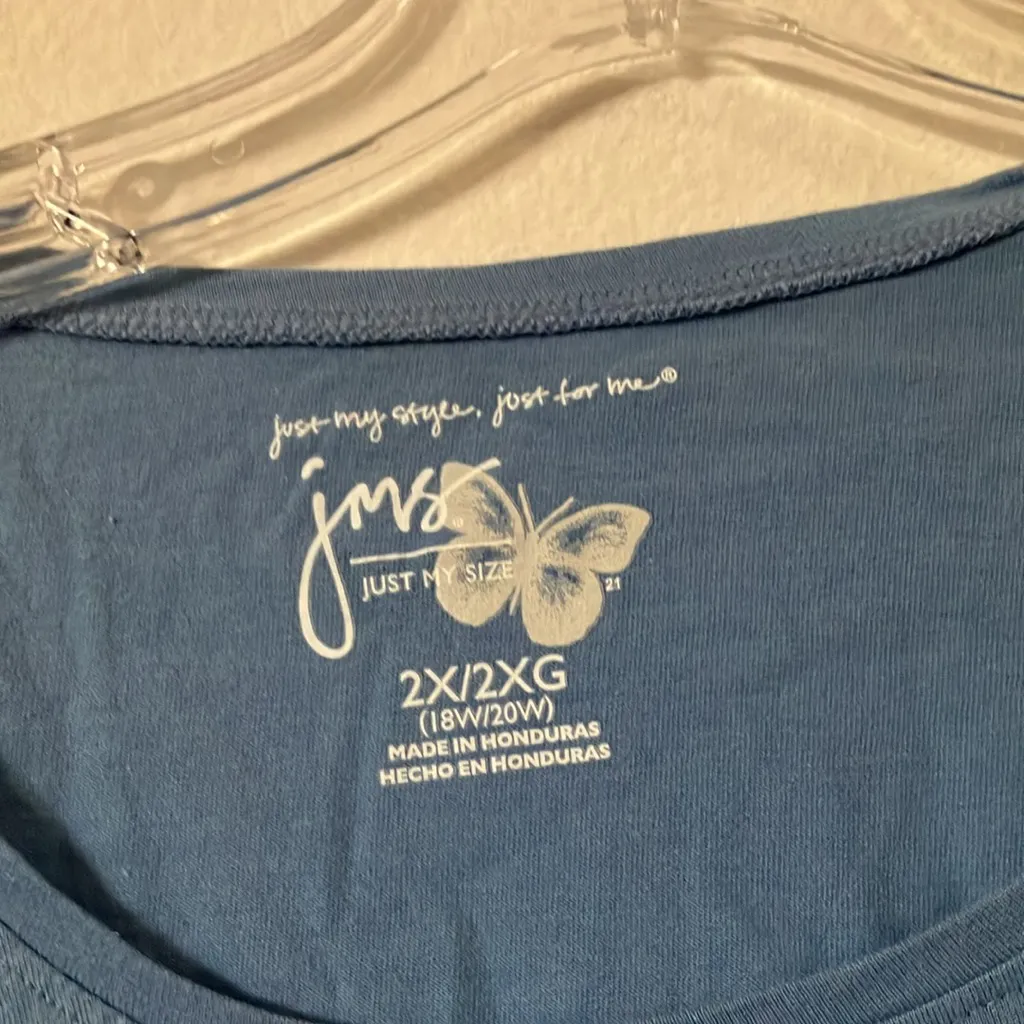 just my style, just for me®
jms®
JUST MY SIZE
21
2X/2XG
(18W/20W)
MADE IN HONDURAS
HECHO EN HONDURAS